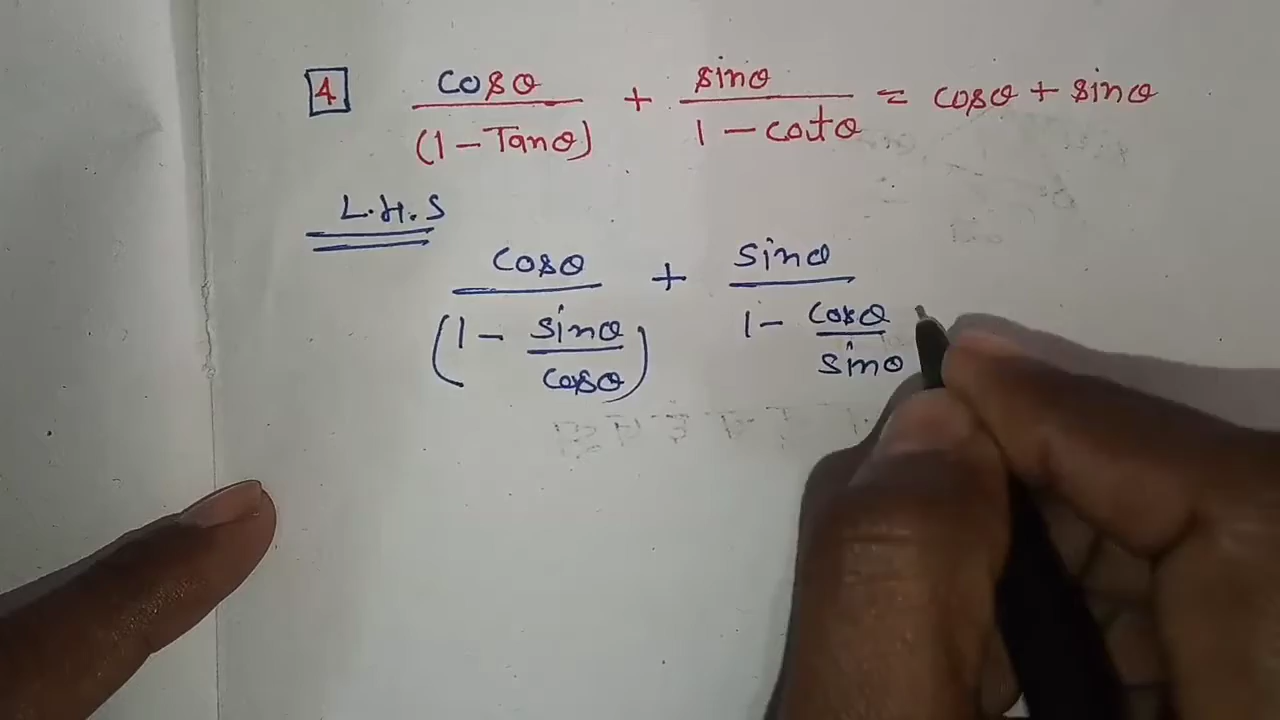 4 cosθ/(1 - Tanθ) + sinθ/1 - cotθ = cosθ + sinθ
L.H.S
cosθ/(1 - sinθ/cosθ) + sinθ/1 - cosθ/sinθ